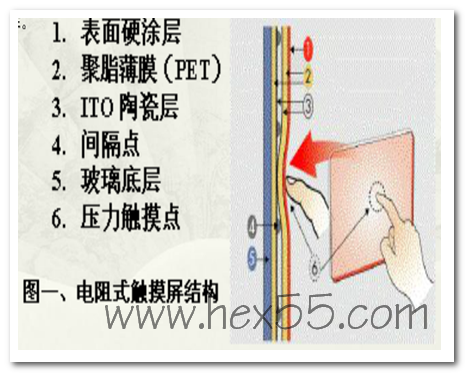 1. 表面硬涂层
2. 聚脂薄膜(PET)
3. ITO 陶瓷层
4. 间隔点
5. 玻璃底层
6. 压力触摸点
图一、电阻式触摸屏结构
www.hex55.com
1
2
3
4
5
6